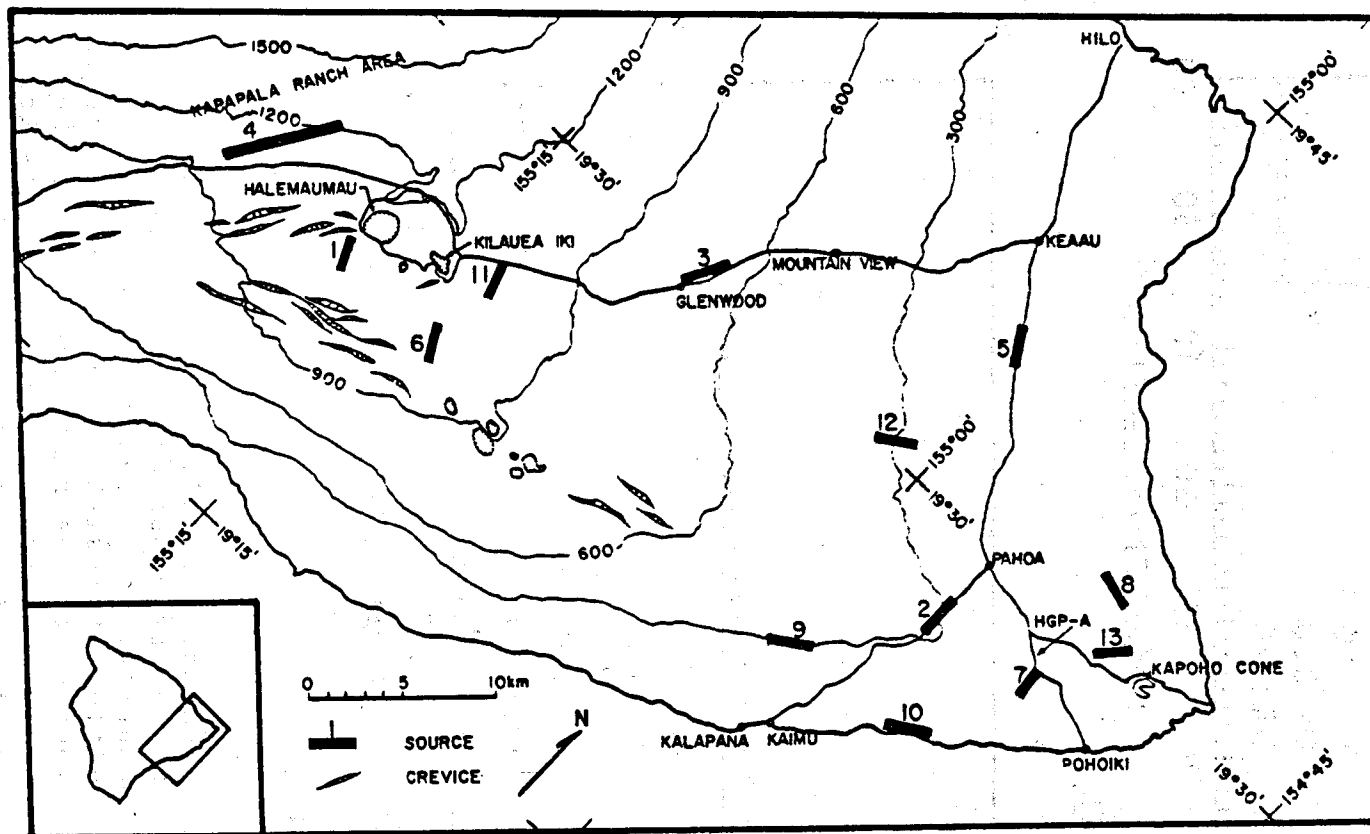 HILO
1500
KAPAPALA RANCH AREA
1200
1200
900
600
300
4
155°00'
19°45'
155°15'
19°30'
HALEMAUMAU
KILAUEA IKI
1
11
3
MOUNTAIN VIEW
KEAAU
GLENWOOD
6
5
900
12
155°00'
19°30'
155°15'
19°15'
600
PAHOA
8
2
HGP-A
9
13
7
KAPOHO CONE
0 5 10km
N
10
KALAPANA KAIMU
1
SOURCE
POHOIKI
CREVICE
19°30'
154°45'